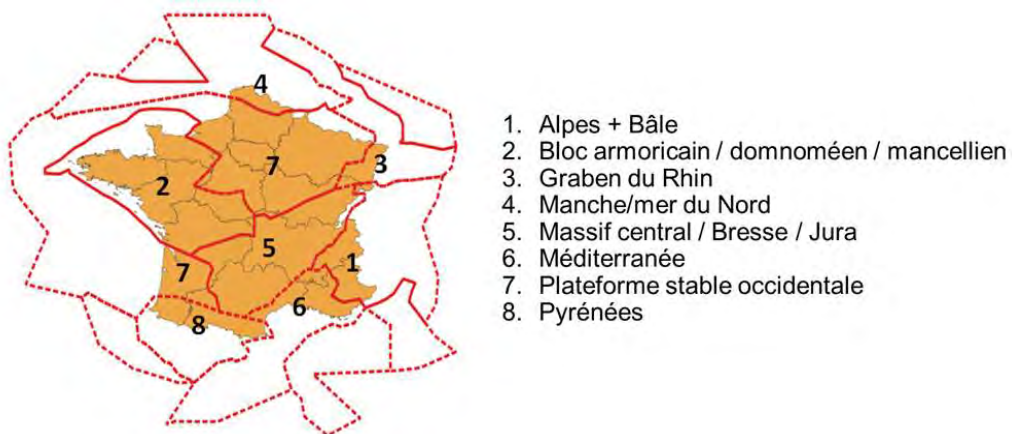 4
7
3
2
5
1
7
6
8
1. Alpes + Bâle
2. Bloc armoricain / domnoméen / mancellien
3. Graben du Rhin
4. Manche/mer du Nord
5. Massif central / Bresse / Jura
6. Méditerranée
7. Plateforme stable occidentale
8. Pyrénées